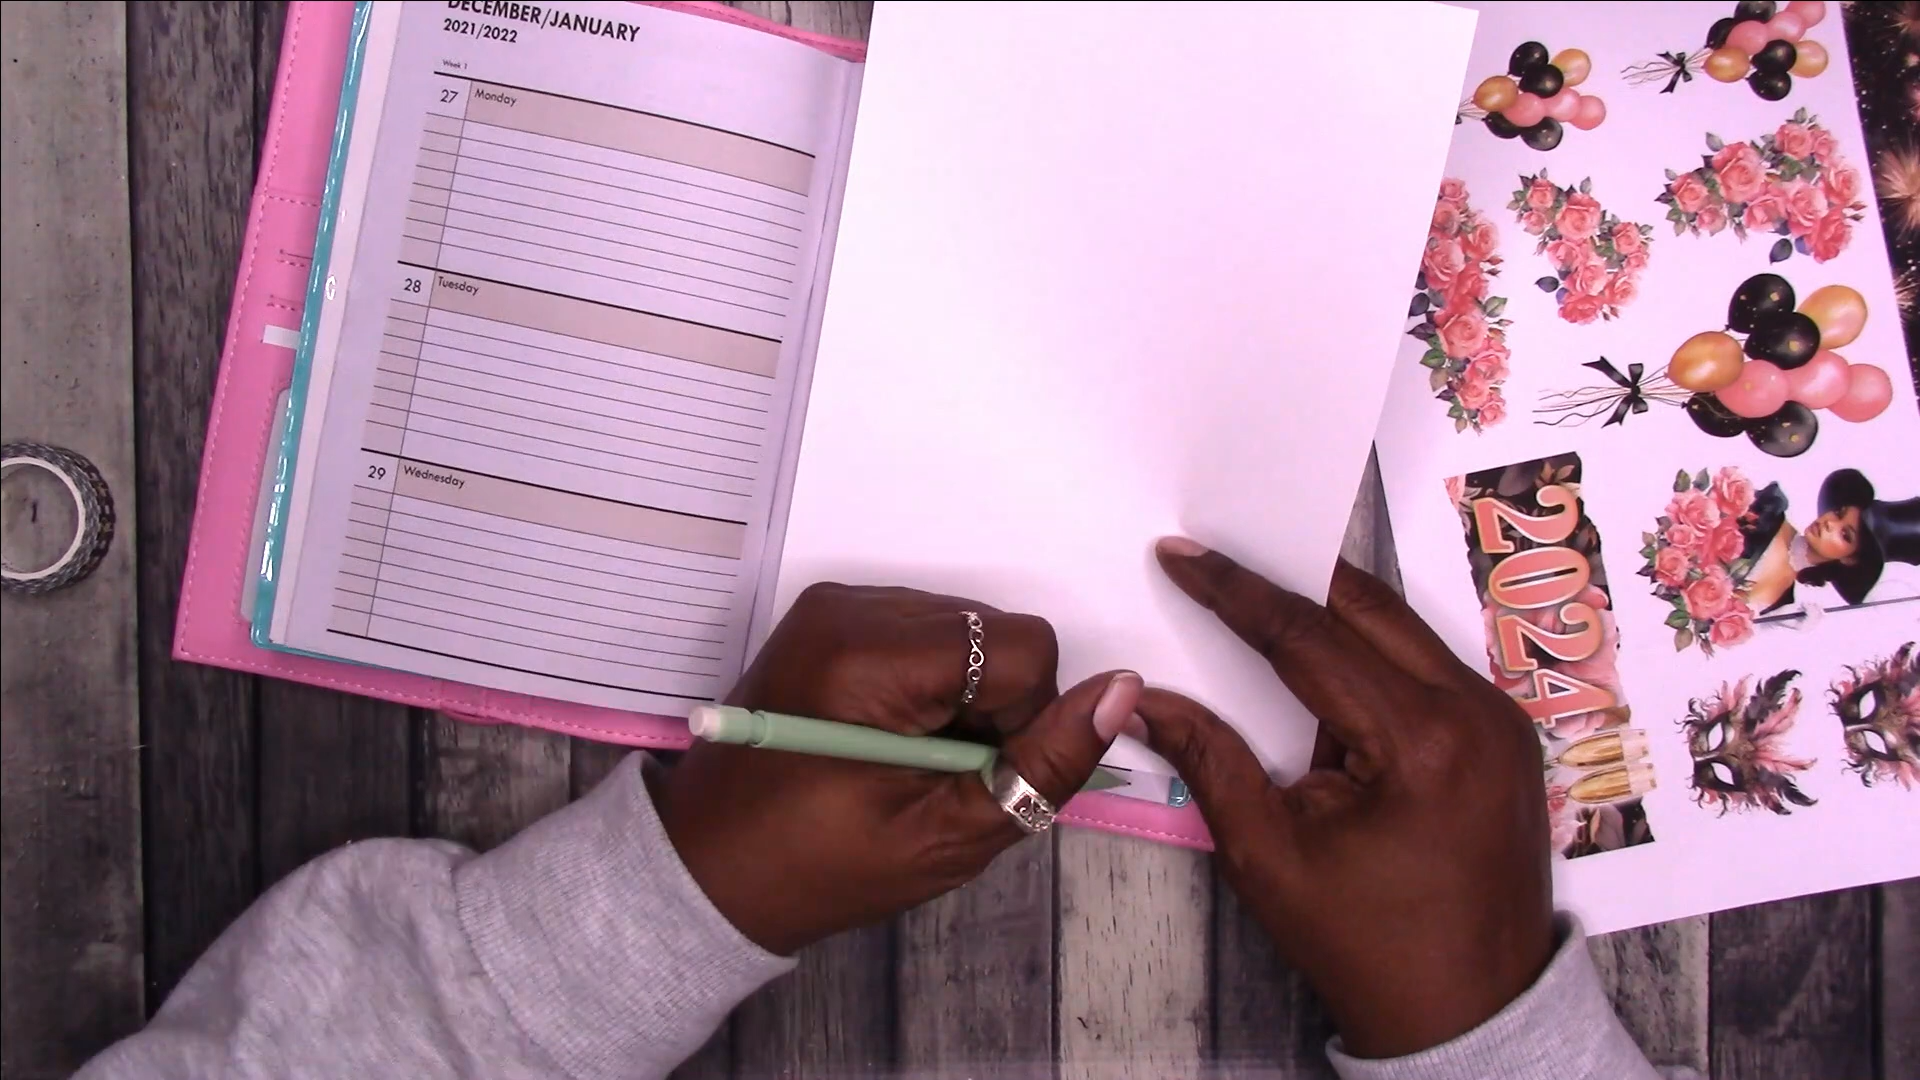 DECEMBER/JANUARY
2021/2022
Week 1
27 Monday
28 Tuesday
29 Wednesday
2024